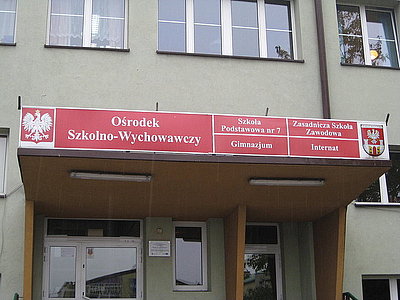 Ośrodek
Szkolno-Wychowawczy
Szkoła
Podstawowa nr 7
Gimnazjum
Zasadnicza Szkoła
Zawodowa
Internat